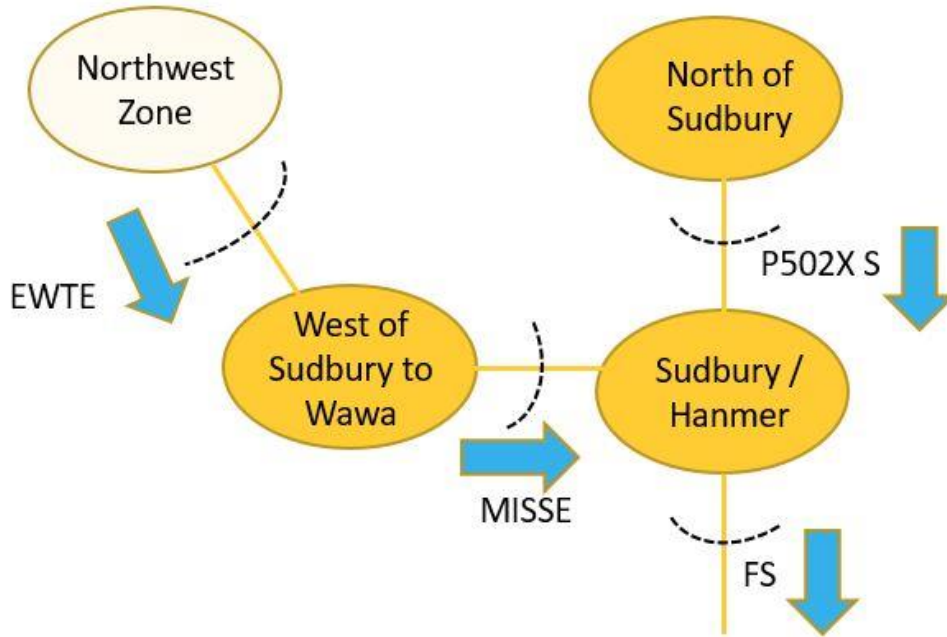 Northwest
Zone
North of
Sudbury
EWTE
P502X S
West of
Sudbury to
Wawa
Sudbury /
Hanmer
MISSE
FS